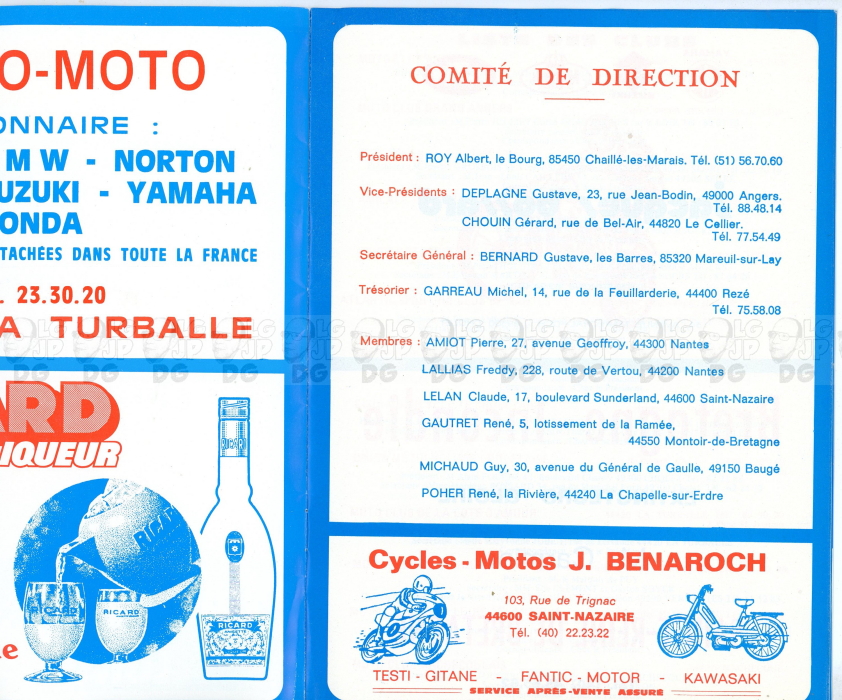 O-MOTO
ONNAIRE :
M W - NORTON
UZUKI - YAMAHA
ONDA
TACHÉES DANS TOUTE LA FRANCE
. 23.30.20
A TURBALLE
ARD
LIQUEUR
RICARD
RICARD
RICARD
RICARD
RICARD
e
COMITÉ DE DIRECTION
Président : ROY Albert, le Bourg, 85450 Chaillé-les-Marais. Tél. (51) 56.70.60
Vice-Présidents : DEPLAGNE Gustave, 23, rue Jean-Bodin, 49000 Angers.
Tél. 88.48.14
CHOUIN Gérard, rue de Bel-Air, 44820 Le Cellier.
Tél. 77.54.49
Secrétaire Général : BERNARD Gustave, les Barres, 85320 Mareuil-sur-Lay
Trésorier : GARREAU Michel, 14, rue de la Feuillarderie, 44400 Rezé
Tél. 75.58.08
Membres : AMIOT Pierre, 27, avenue Geoffroy, 44300 Nantes
LALLIAS Freddy, 228, route de Vertou, 44200 Nantes
LELAN Claude, 17, boulevard Sunderland, 44600 Saint-Nazaire
GAUTRET René, 5, lotissement de la Ramée,
44550 Montoir-de-Bretagne
MICHAUD Guy, 30, avenue du Général de Gaulle, 49150 Baugé
POHER René, la Rivière, 44240 La Chapelle-sur-Erdre
Cycles - Motos J. BENAROCH
103, Rue de Trignac
44600 SAINT-NAZAIRE
Tél. (40) 22.23.22
TESTI - GITANE - FANTIC - MOTOR - KAWASAKI
SERVICE APRÈS-VENTE ASSURÉ